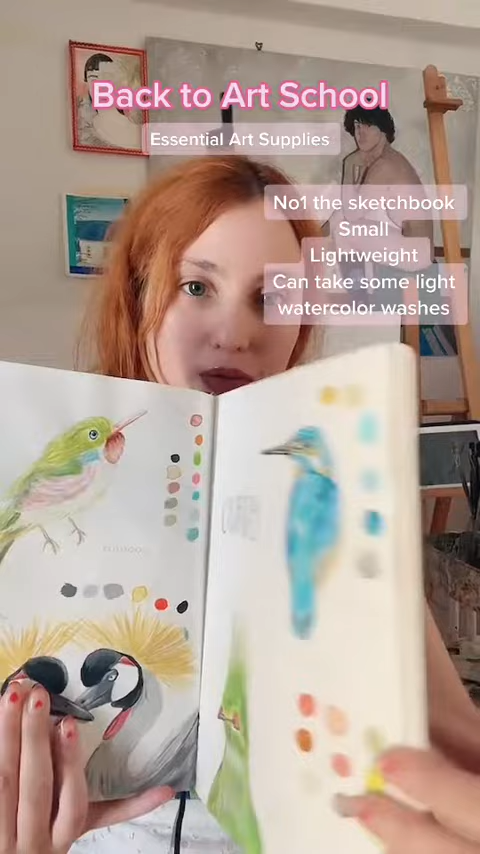 Back to Art School
Essential Art Supplies
No1 the sketchbook
Small
Lightweight
Can take some light
watercolor washes